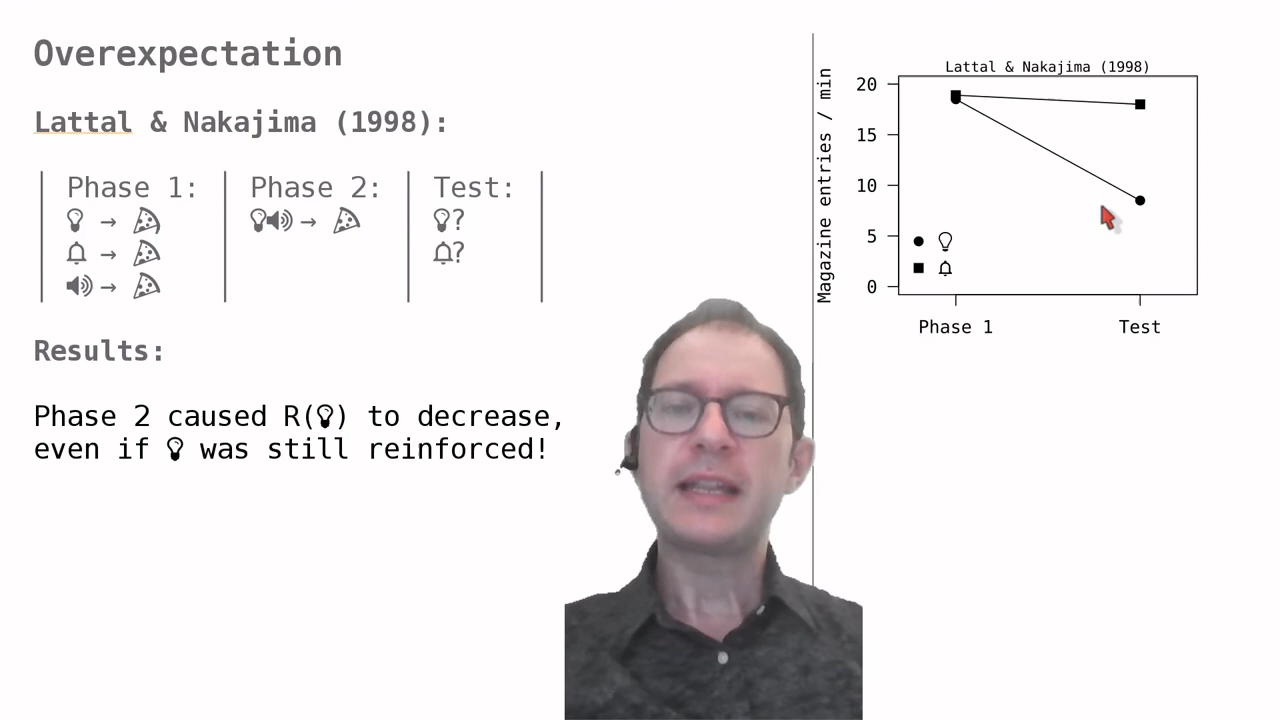 Overexpectation
Lattal & Nakajima (1998):
Phase 1:
→
→
→
Phase 2:
→
Test:
?
?
Results:
Phase 2 caused R( ) to decrease,
even if was still reinforced!
Lattal & Nakajima (1998)
Magazine entries / min
20
15
10
5
0
Phase 1
Test